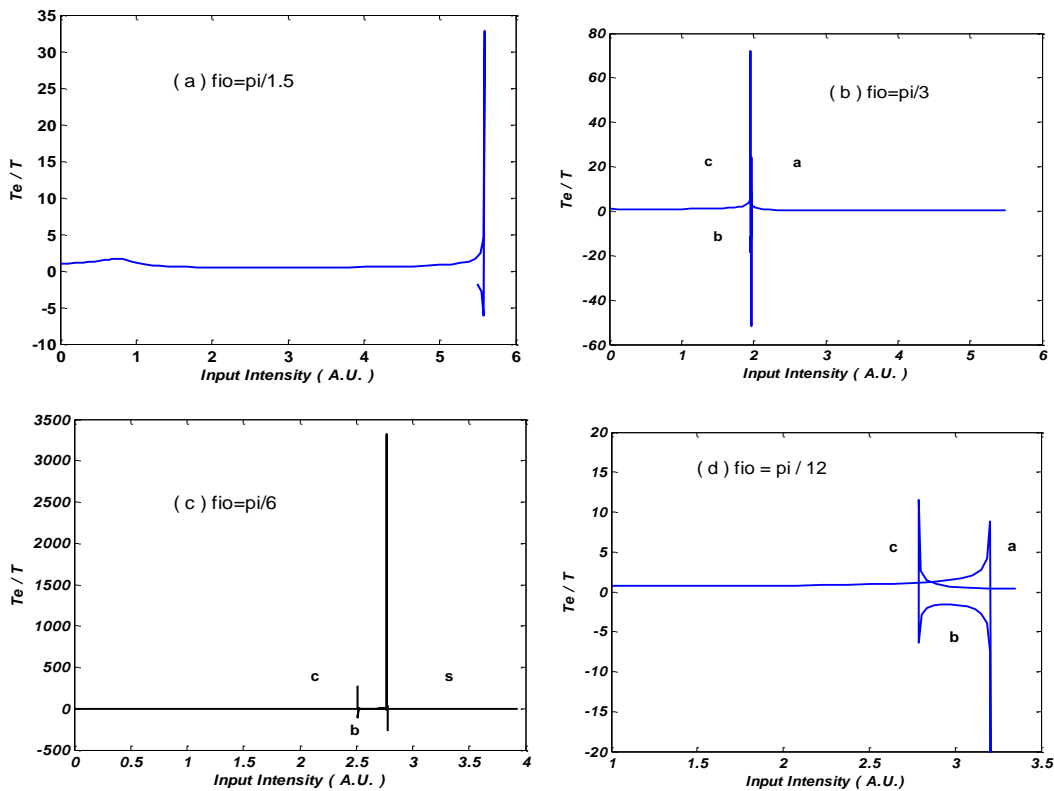 ( a ) fio=pi/1.5
35
30
25
20
15
10
5
0
-5
-10
Te / T
0 1 2 3 4 5 6
Input Intensity ( A.U. )
( b ) fio=pi/3
80
60
40
20
0
-20
-40
-60
Te / T
c a
b
0 1 2 3 4 5 6
Input Intensity ( A.U. )
( c ) fio=pi/6
3500
3000
2500
2000
1500
1000
500
0
-500
Te / T
c s
b
0 0.5 1 1.5 2 2.5 3 3.5 4
Input Intensity ( A.U. )
( d ) fio = pi / 12
20
15
10
5
0
-5
-10
-15
-20
Te / T
c a
b
1 1.5 2 2.5 3 3.5
Input Intensity ( A.U. )